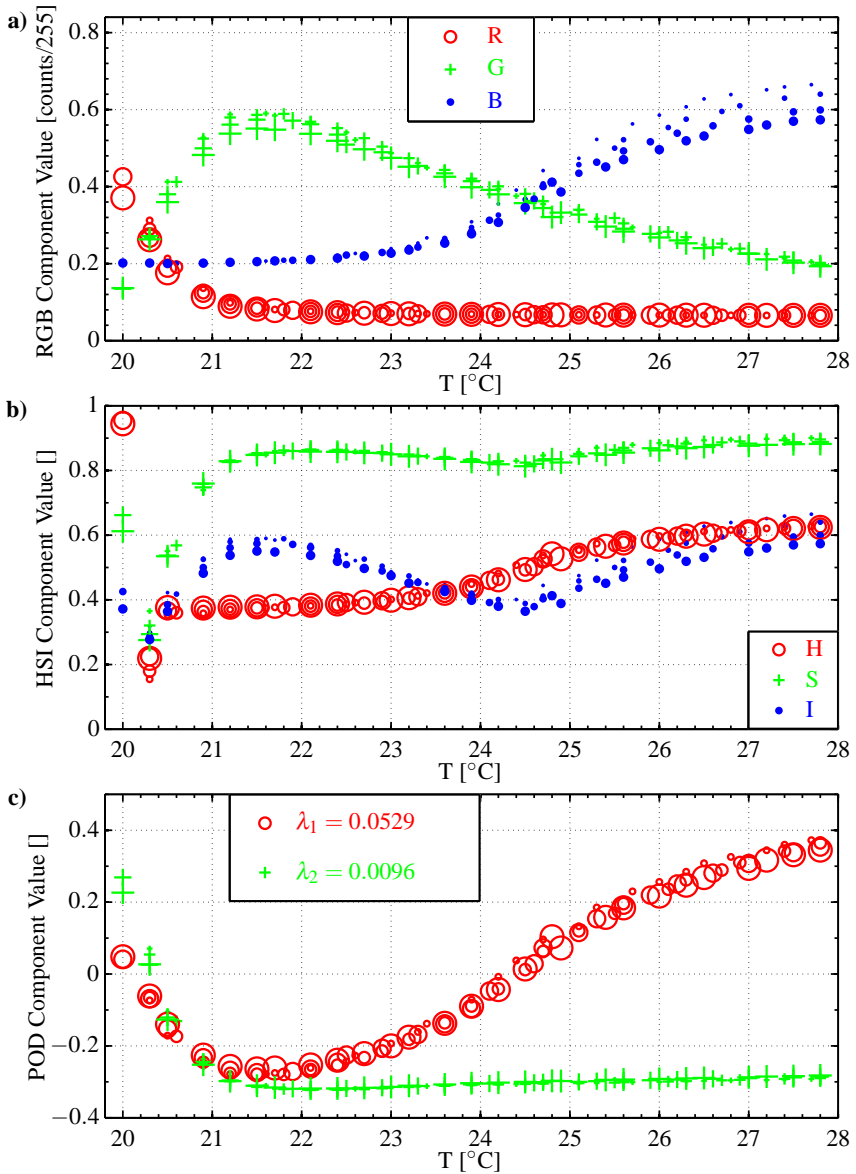 a)
RGB Component Value [counts/255]
0.8
0.6
0.4
0.2
0
R
G
B
20 21 22 23 24 25 26 27 28
T [°C]
b)
HSI Component Value []
1
0.8
0.6
0.4
0.2
0
H
S
I
20 21 22 23 24 25 26 27 28
T [°C]
c)
POD Component Value []
0.4
0.2
0
−0.2
−0.4
λ₁ = 0.0529
λ₂ = 0.0096
20 21 22 23 24 25 26 27 28
T [°C]